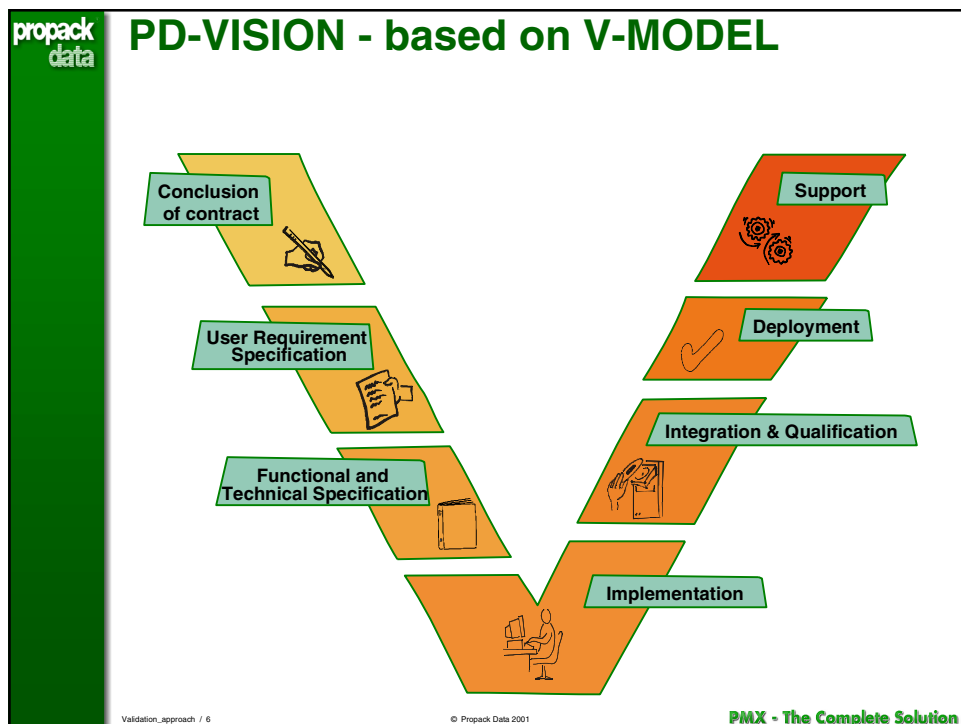 propack
data
PD-VISION - based on V-MODEL
Conclusion
of contract
User Requirement
Specification
Functional and
Technical Specification
Support
Deployment
Integration & Qualification
Implementation
Validation_approach / 6
© Propack Data 2001
PMX - The Complete Solution